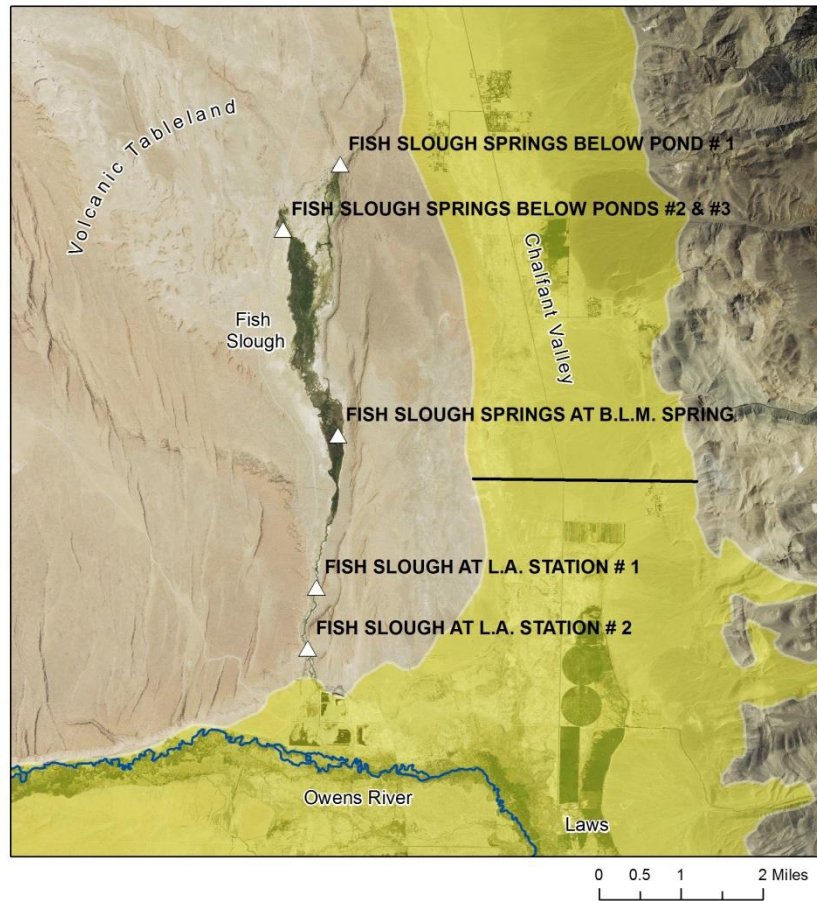 Volcanic Tableland
FISH SLOUGH SPRINGS BELOW POND # 1
FISH SLOUGH SPRINGS BELOW PONDS #2 & #3
Chalfant Valley
Fish
Slough
FISH SLOUGH SPRINGS AT B.L.M. SPRING
FISH SLOUGH AT L.A. STATION # 1
FISH SLOUGH AT L.A. STATION # 2
Owens River
Laws
0 0.5 1 2 Miles